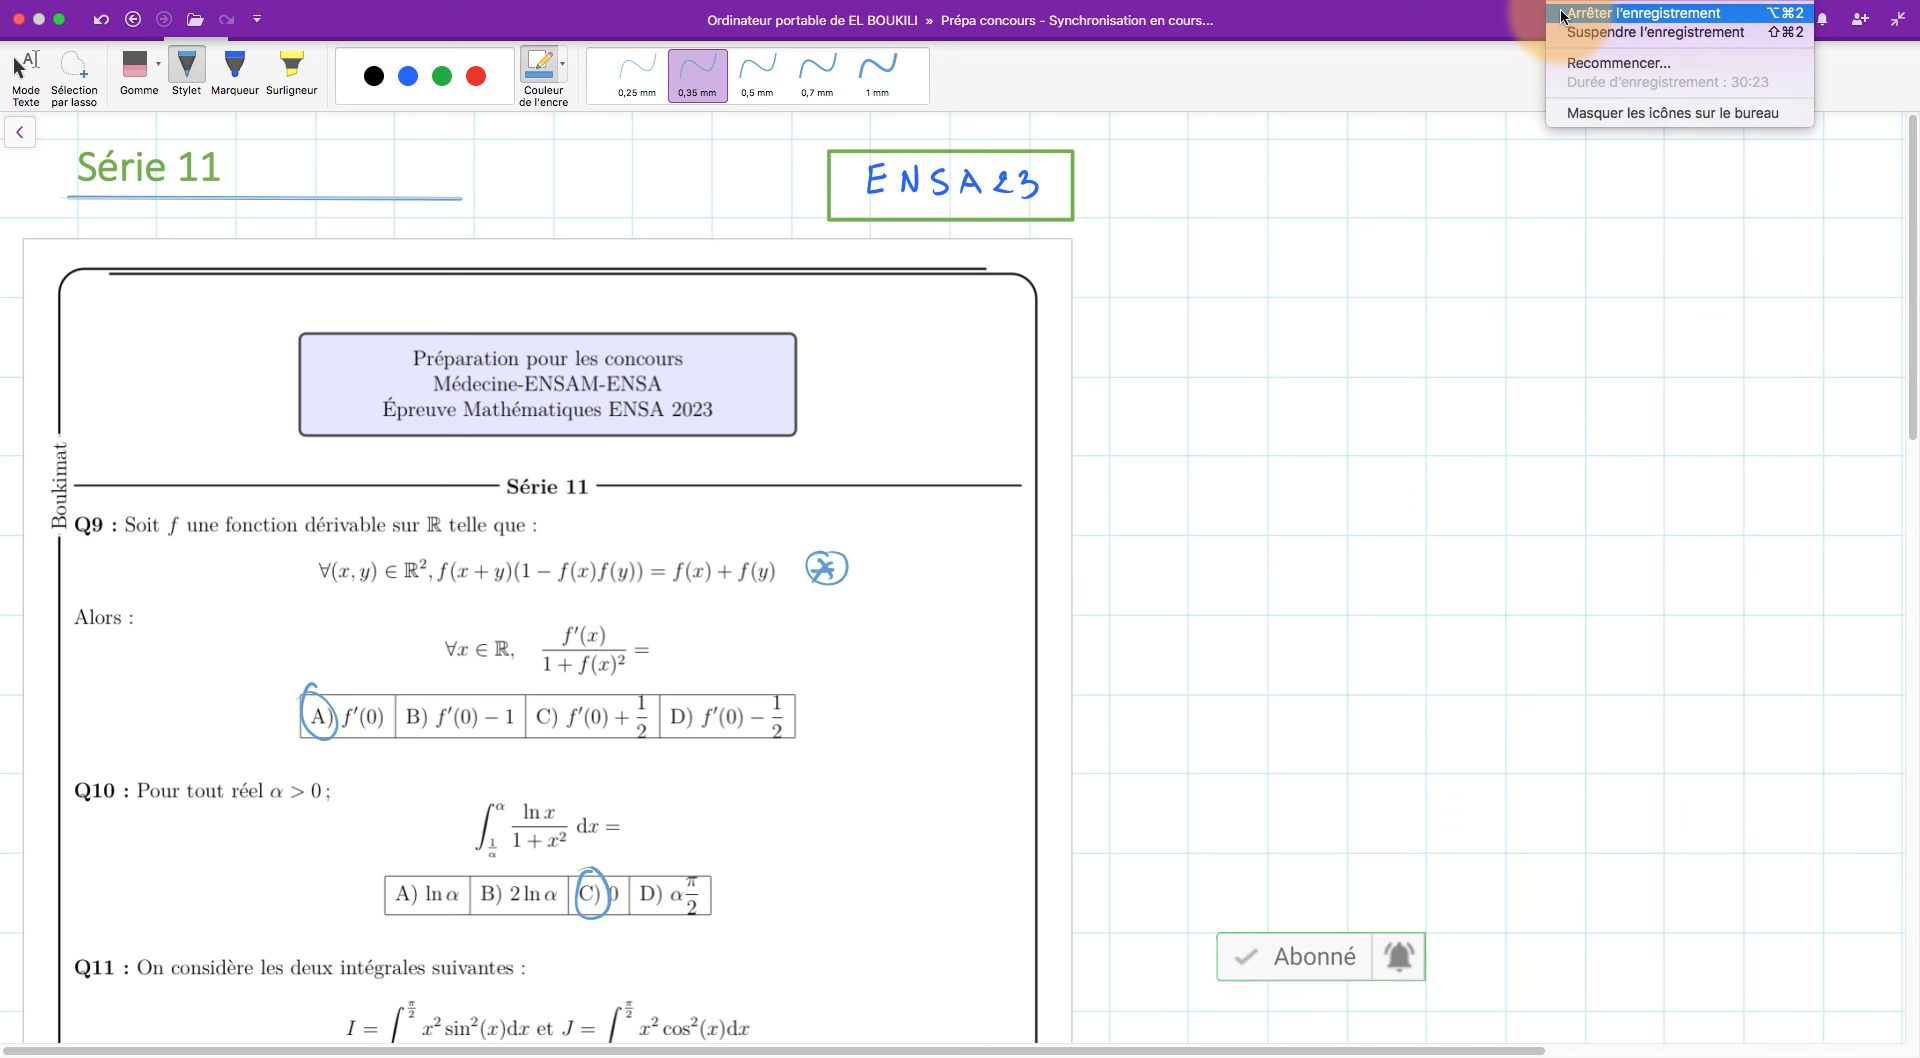 Ordinateur portable de EL BOUKILI » Prépa concours - Synchronisation en cours...
Arrêter l'enregistrement ⌥⌘2
Suspendre l'enregistrement ⇧⌘2
Recommencer...
Durée d'enregistrement : 30:23
Masquer les icônes sur le bureau
Mode Texte
Sélection par lasso
Gomme
Stylet
Marqueur
Surligneur
Couleur de l'encre
0,25 mm
0,35 mm
0,5 mm
0,7 mm
1 mm
Série 11
ENSA23
Préparation pour les concours
Médecine-ENSAM-ENSA
Épreuve Mathématiques ENSA 2023
Boukimat
Série 11
Q9 : Soit f une fonction dérivable sur ℝ telle que :
∀(x, y) ∈ ℝ², f(x + y)(1 − f(x)f(y)) = f(x) + f(y) *
Alors :
∀x ∈ ℝ, f′(x) / (1 + f(x)²) =
A) f′(0) B) f′(0) − 1 C) f′(0) + 1/2 D) f′(0) − 1/2
Q10 : Pour tout réel α > 0 ;
∫_{1/α}^{α} ln x / (1 + x²) dx =
A) ln α B) 2 ln α C) 0 D) α π/2
Q11 : On considère les deux intégrales suivantes :
I = ∫^{π/2} x² sin²(x)dx et J = ∫^{π/2} x² cos²(x)dx
Abonné